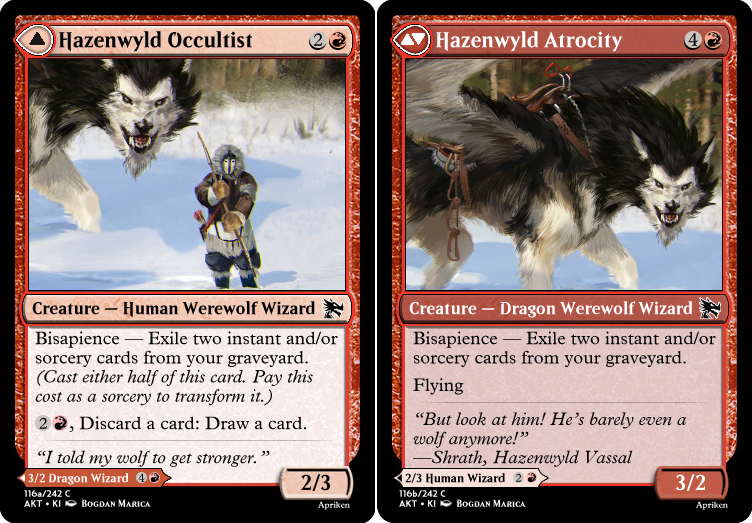 Hazenwyld Occultist
2
Creature — Human Werewolf Wizard
Bisapience — Exile two instant and/or
sorcery cards from your graveyard.
(Cast either half of this card. Pay this
cost as a sorcery to transform it.)
2, Discard a card: Draw a card.
“I told my wolf to get stronger.”
3/2 Dragon Wizard 4
2/3
116a/242 C
AKT • KI Bogdan Marica
Apriken
Hazenwyld Atrocity
4
Creature — Dragon Werewolf Wizard
Bisapience — Exile two instant and/or
sorcery cards from your graveyard.
Flying
“But look at him! He’s barely even a
wolf anymore!”
—Shrath, Hazenwyld Vassal
2/3 Human Wizard 2
3/2
116b/242 C
AKT • KI Bogdan Marica
Apriken